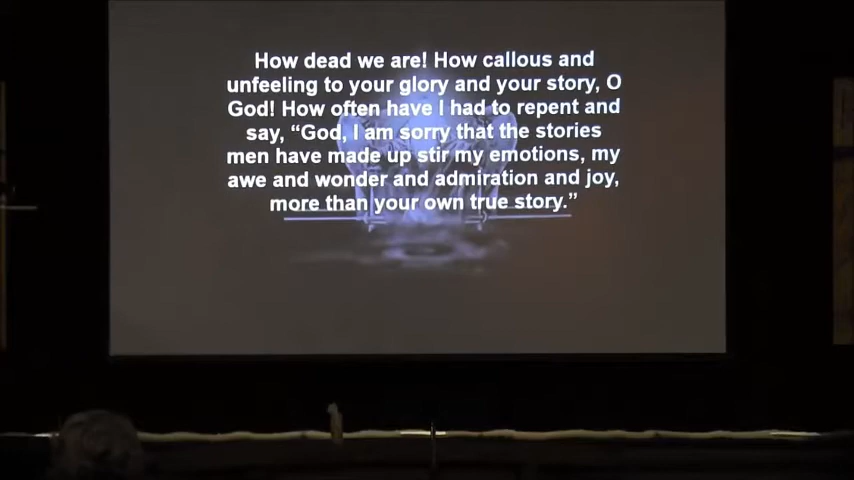 How dead we are! How callous and
unfeeling to your glory and your story, O
God! How often have I had to repent and
say, “God, I am sorry that the stories
men have made up stir my emotions, my
awe and wonder and admiration and joy,
more than your own true story.”